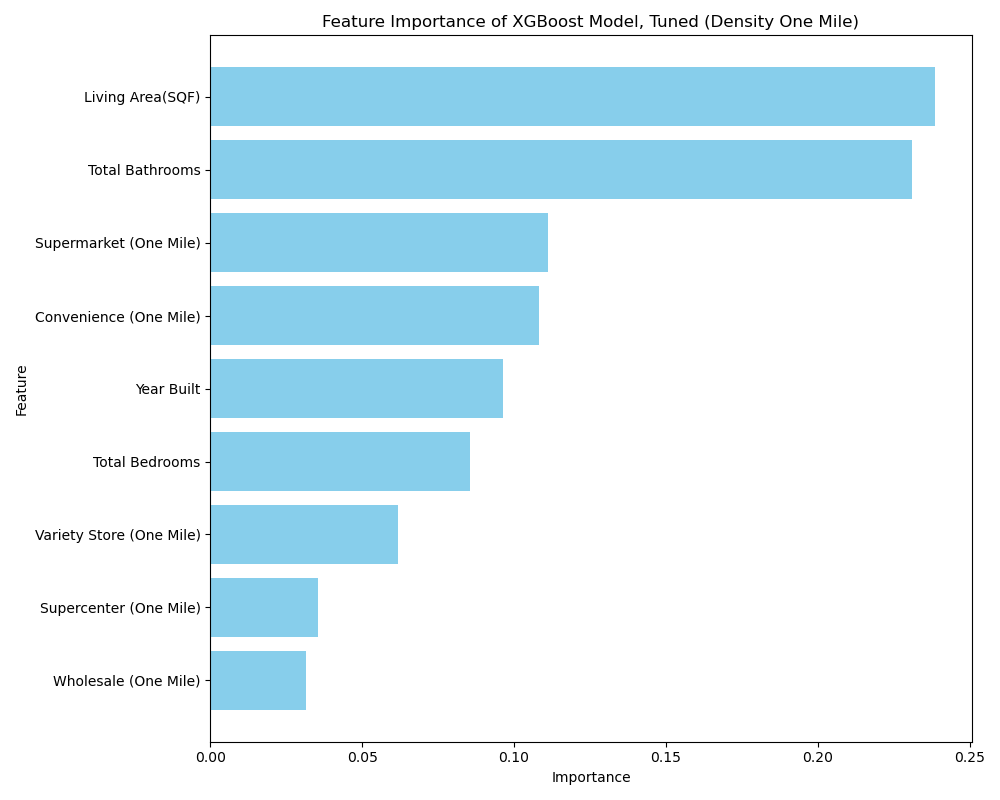 Feature Importance of XGBoost Model, Tuned (Density One Mile)
Living Area(SQF)
Total Bathrooms
Supermarket (One Mile)
Convenience (One Mile)
Year Built
Total Bedrooms
Variety Store (One Mile)
Supercenter (One Mile)
Wholesale (One Mile)
Feature
0.00 0.05 0.10 0.15 0.20 0.25
Importance